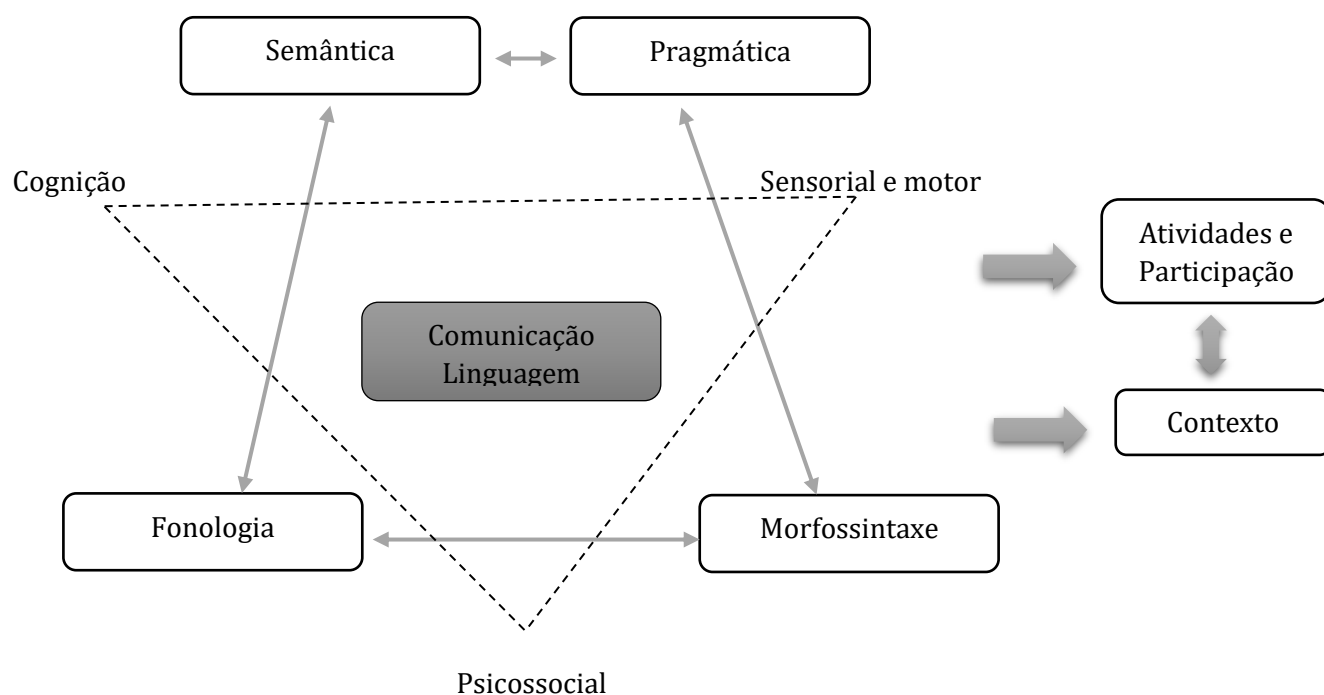 Semântica
Pragmática
Cognição
Sensorial e motor
Atividades e
Participação
Comunicação
Linguagem
Contexto
Fonologia
Morfossintaxe
Psicossocial